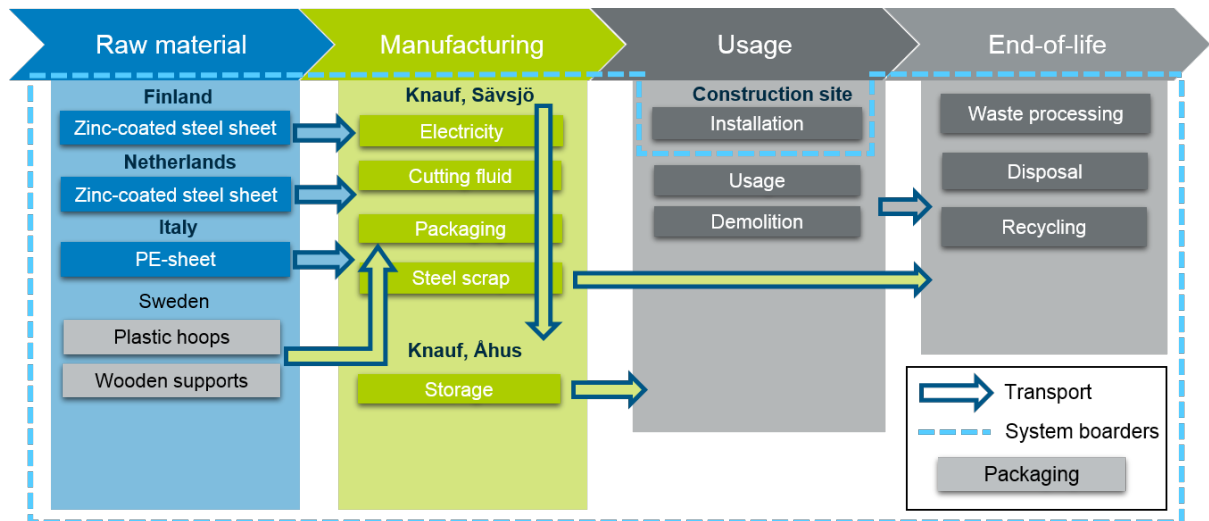 Raw material
Manufacturing
Usage
End-of-life
Finland
Zinc-coated steel sheet
Netherlands
Zinc-coated steel sheet
Italy
PE-sheet
Sweden
Plastic hoops
Wooden supports
Knauf, Sävsjö
Electricity
Cutting fluid
Packaging
Steel scrap
Knauf, Åhus
Storage
Construction site
Installation
Usage
Demolition
Waste processing
Disposal
Recycling
Transport
System boarders
Packaging